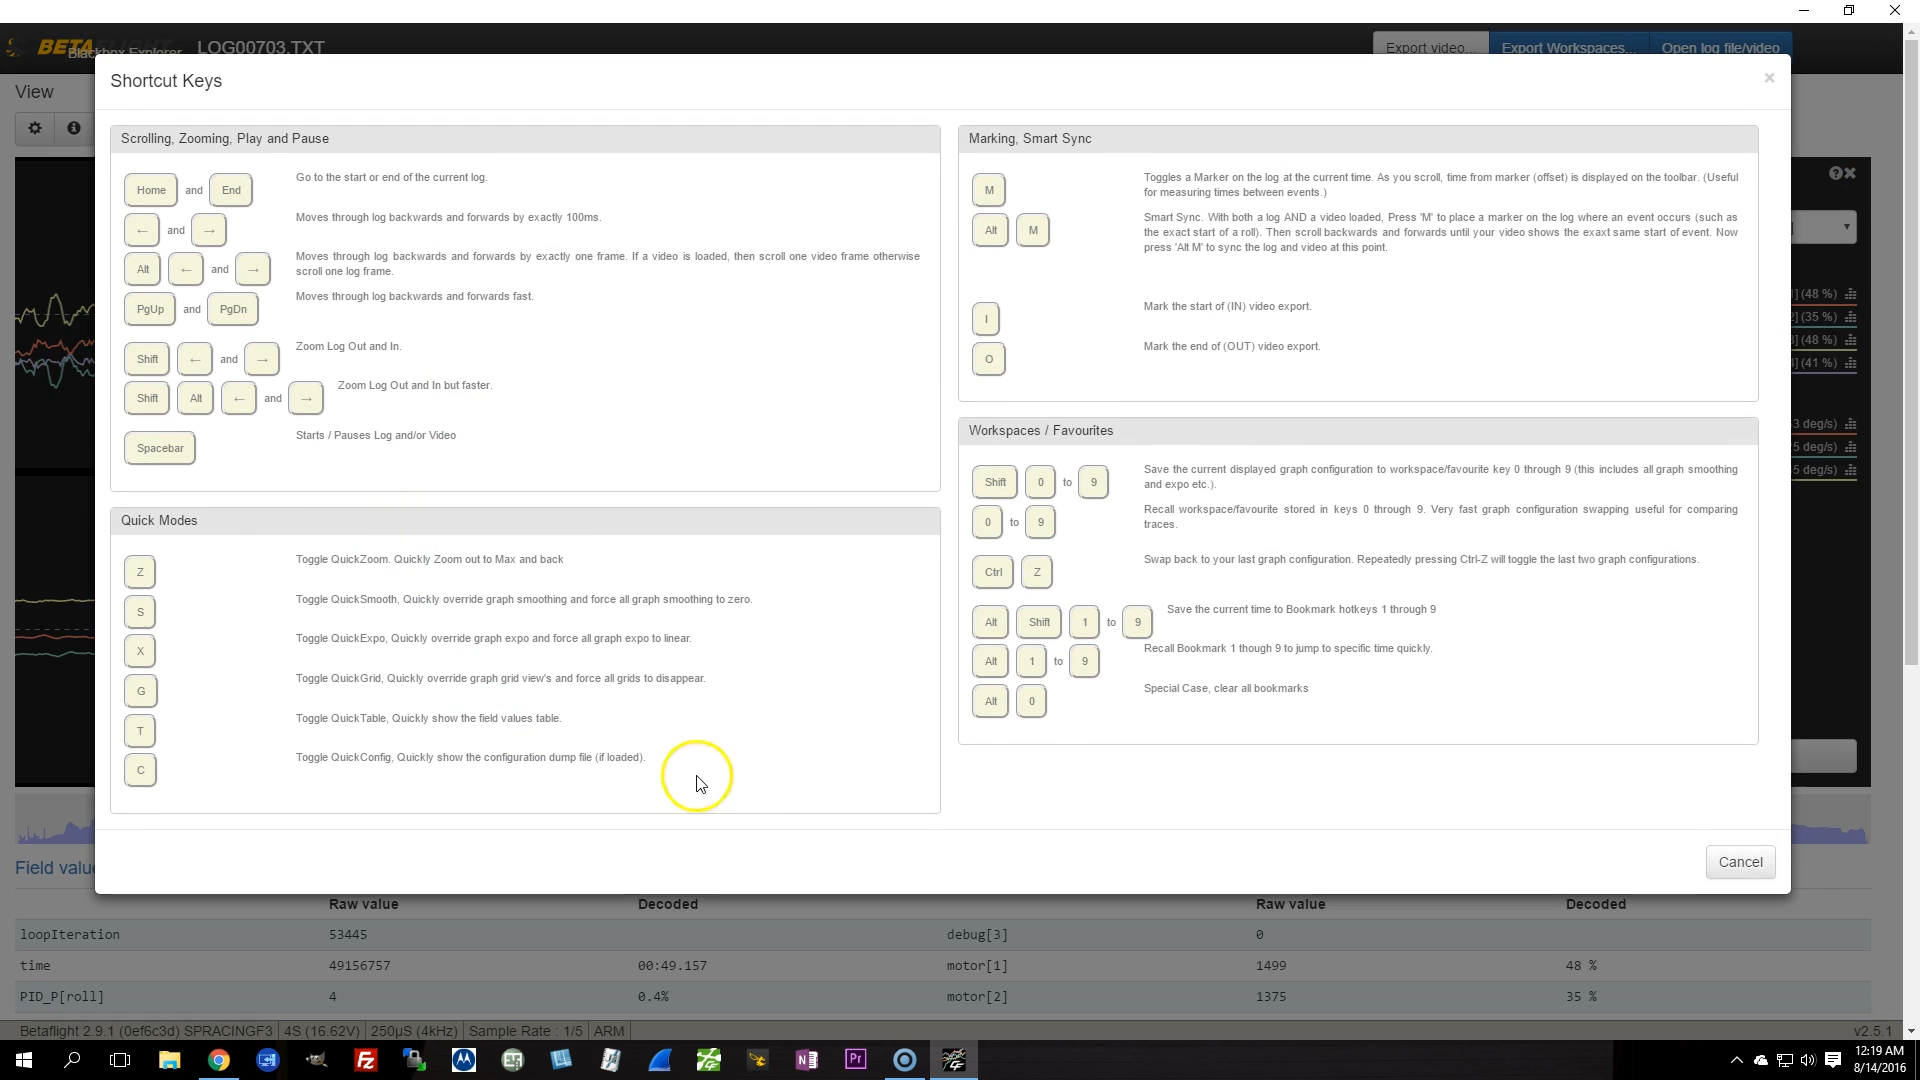 BETAFLIGHT
Blackbox Explorer
LOG00703.TXT
Export video...
Export Workspaces...
Open log file/video
View
Shortcut Keys
×
Scrolling, Zooming, Play and Pause
Home and End
Go to the start or end of the current log.
← and →
Moves through log backwards and forwards by exactly 100ms.
Alt ← and →
Moves through log backwards and forwards by exactly one frame. If a video is loaded, then scroll one video frame otherwise
scroll one log frame.
PgUp and PgDn
Moves through log backwards and forwards fast.
Shift ← and →
Zoom Log Out and In.
Shift Alt ← and →
Zoom Log Out and In but faster.
Spacebar
Starts / Pauses Log and/or Video
Quick Modes
Z
Toggle QuickZoom. Quickly Zoom out to Max and back
S
Toggle QuickSmooth, Quickly override graph smoothing and force all graph smoothing to zero.
X
Toggle QuickExpo, Quickly override graph expo and force all graph expo to linear.
G
Toggle QuickGrid, Quickly override graph grid view's and force all grids to disappear.
T
Toggle QuickTable, Quickly show the field values table.
C
Toggle QuickConfig, Quickly show the configuration dump file (if loaded).
Marking, Smart Sync
M
Toggles a Marker on the log at the current time. As you scroll, time from marker (offset) is displayed on the toolbar. (Useful
for measuring times between events.)
Alt M
Smart Sync. With both a log AND a video loaded, Press 'M' to place a marker on the log where an event occurs (such as
the exact start of a roll). Then scroll backwards and forwards until your video shows the exaxt same start of event. Now
press 'Alt M' to sync the log and video at this point.
I
Mark the start of (IN) video export.
O
Mark the end of (OUT) video export.
Workspaces / Favourites
Shift 0 to 9
Save the current displayed graph configuration to workspace/favourite key 0 through 9 (this includes all graph smoothing
and expo etc.).
0 to 9
Recall workspace/favourite stored in keys 0 through 9. Very fast graph configuration swapping useful for comparing
traces.
Ctrl Z
Swap back to your last graph configuration. Repeatedly pressing Ctrl-Z will toggle the last two graph configurations.
Alt Shift 1 to 9
Save the current time to Bookmark hotkeys 1 through 9
Alt 1 to 9
Recall Bookmark 1 though 9 to jump to specific time quickly.
Alt 0
Special Case, clear all bookmarks
Cancel
] (48 %)
2] (35 %)
3] (48 %)
] (41 %)
3 deg/s)
5 deg/s)
5 deg/s)
Field valu
Raw value Decoded Raw value Decoded
loopIteration 53445 debug[3] 0
time 49156757 00:49.157 motor[1] 1499 48 %
PID_P[roll] 4 0.4% motor[2] 1375 35 %
Betaflight 2.9.1 (0ef6c3d) SPRACINGF3 4S (16.62V) 250µS (4kHz) Sample Rate : 1/5 ARM
v2.5.1
12:19 AM
8/14/2016